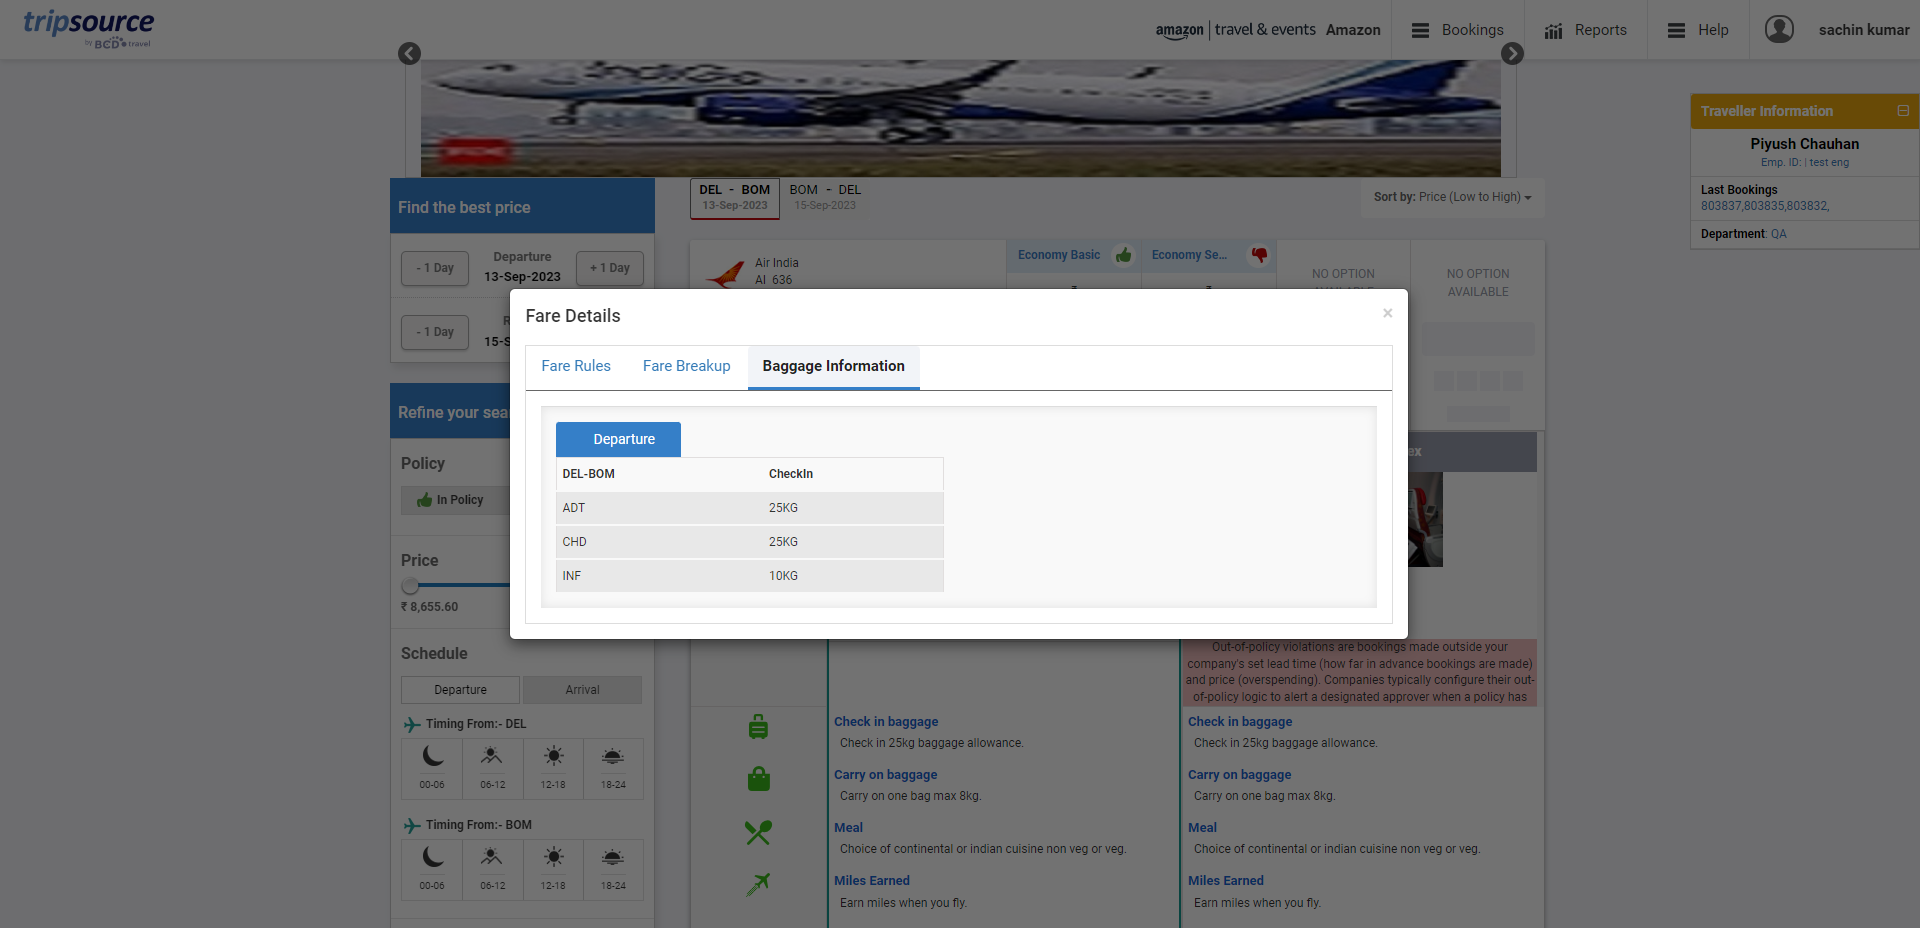 tripsource
by BCD travel
amazon | travel & events Amazon
Bookings
Reports
Help
sachin kumar
Traveller Information
Piyush Chauhan
Emp. ID: | test eng
Last Bookings
803837,803835,803832,
Department: QA
Find the best price
- 1 Day
Departure
13-Sep-2023
+ 1 Day
- 1 Day
15-S
Refine your sea
Policy
In Policy
Price
₹ 8,655.60
Schedule
Departure
Arrival
Timing From:- DEL
00-06
06-12
12-18
18-24
Timing From:- BOM
00-06
06-12
12-18
18-24
DEL - BOM
13-Sep-2023
BOM - DEL
15-Sep-2023
Sort by: Price (Low to High)
Air India
AI 636
Economy Basic
Economy Se...
NO OPTION
AVAILABLE
NO OPTION
AVAILABLE
Fare Details
×
Fare Rules
Fare Breakup
Baggage Information
Departure
DEL-BOM CheckIn
ADT 25KG
CHD 25KG
INF 10KG
ex
Out-of-policy violations are bookings made outside your
company's set lead time (how far in advance bookings are made)
and price (overspending). Companies typically configure their out-
of-policy logic to alert a designated approver when a policy has
Check in baggage
Check in 25kg baggage allowance.
Carry on baggage
Carry on one bag max 8kg.
Meal
Choice of continental or indian cuisine non veg or veg.
Miles Earned
Earn miles when you fly.
Check in baggage
Check in 25kg baggage allowance.
Carry on baggage
Carry on one bag max 8kg.
Meal
Choice of continental or indian cuisine non veg or veg.
Miles Earned
Earn miles when you fly.